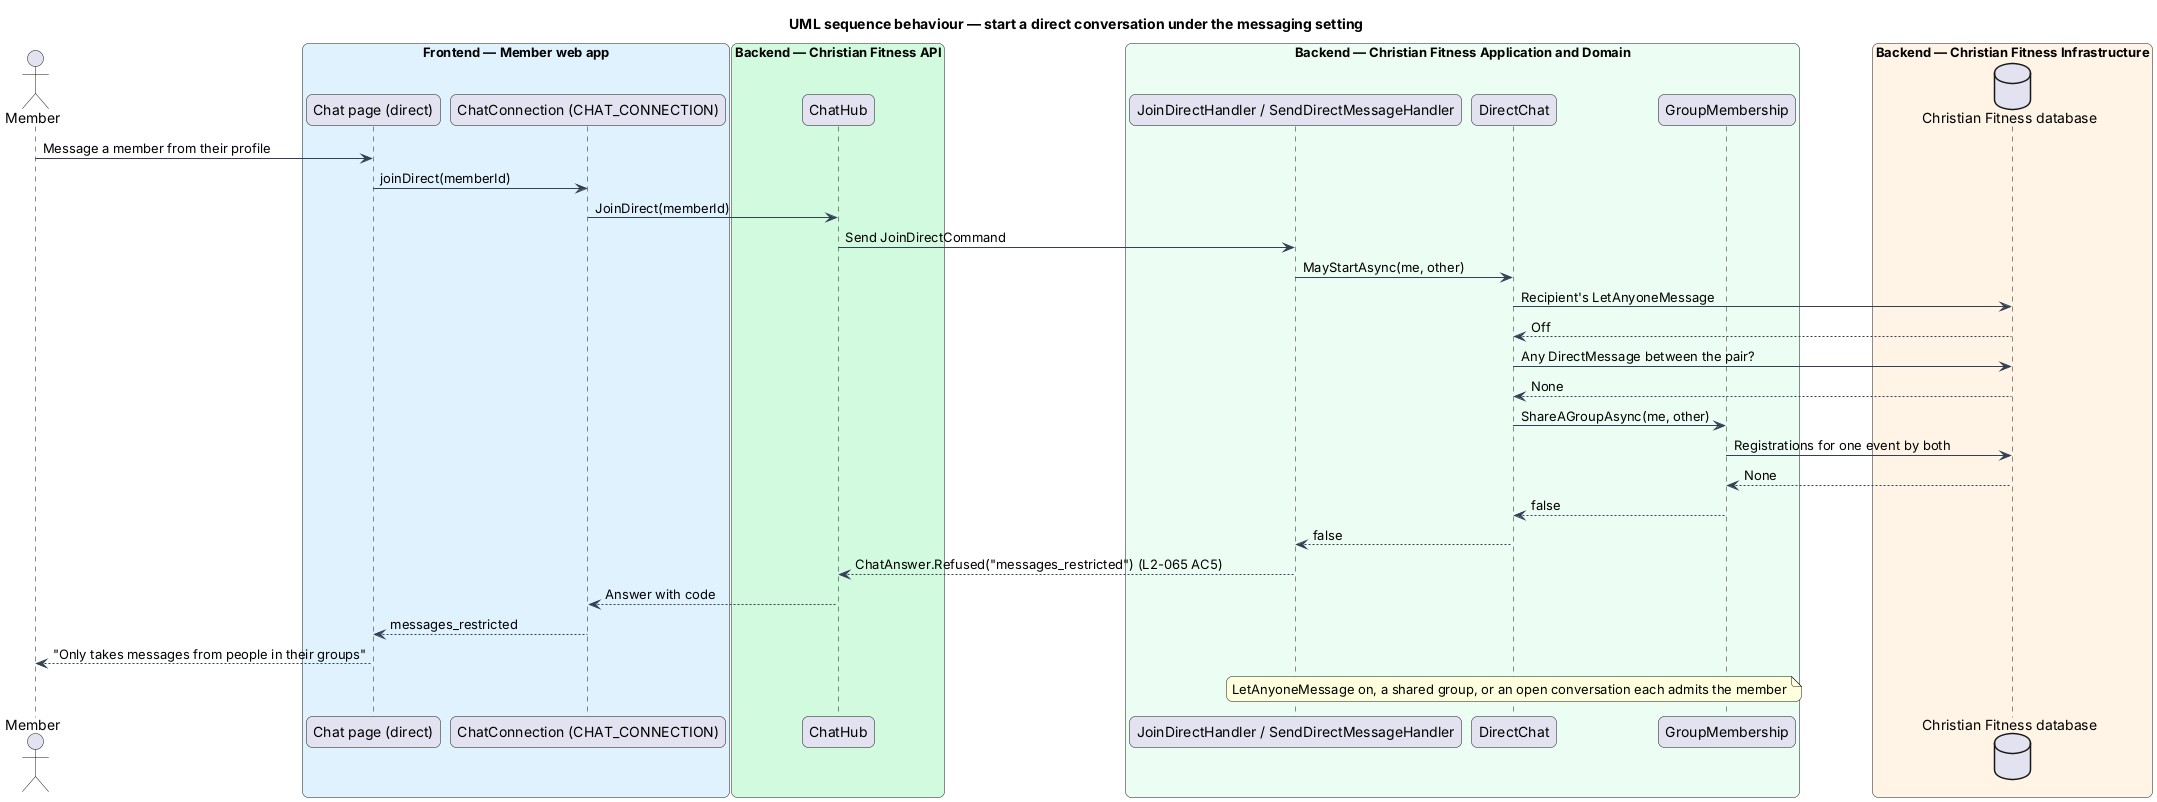 UML sequence behaviour — start a direct conversation under the messaging setting
Frontend — Member web app
Backend — Christian Fitness API
Backend — Christian Fitness Application and Domain
Backend — Christian Fitness Infrastructure
Member
Chat page (direct)
ChatConnection (CHAT_CONNECTION)
ChatHub
JoinDirectHandler / SendDirectMessageHandler
DirectChat
GroupMembership
Christian Fitness database
Message a member from their profile
joinDirect(memberId)
JoinDirect(memberId)
Send JoinDirectCommand
MayStartAsync(me, other)
Recipient's LetAnyoneMessage
Off
Any DirectMessage between the pair?
None
ShareAGroupAsync(me, other)
Registrations for one event by both
None
false
false
ChatAnswer.Refused("messages_restricted") (L2-065 AC5)
Answer with code
messages_restricted
"Only takes messages from people in their groups"
LetAnyoneMessage on, a shared group, or an open conversation each admits the member
Member
Chat page (direct)
ChatConnection (CHAT_CONNECTION)
ChatHub
JoinDirectHandler / SendDirectMessageHandler
DirectChat
GroupMembership
Christian Fitness database